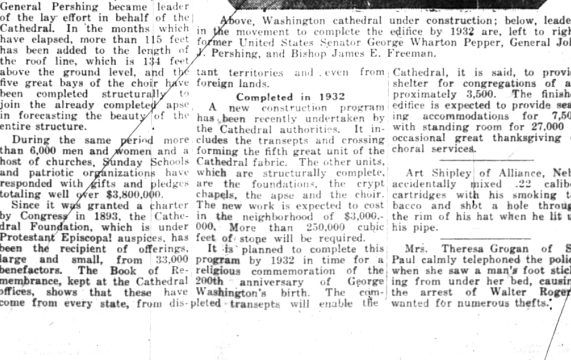 General Pershing became leader
of the lay effort in behalf of the
Cathedral. In the months which
have elapsed, more than 115 feet
has been added to the length of
the roof line, which is 134 feet
above the ground level, and the
five great bays of the choir have
been completed structurally to
join the already completed apse
in forecasting the beauty of the
entire structure.
During the same period more
than 6,000 men and women and a
host of churches, Sunday Schools
and patriotic organizations have
responded with gifts and pledges
totaling well over $3,800,000.
Since it was granted a charter
by Congress in 1893, the Cathe-
dral Foundation, which is under
Protestant Episcopal auspices, has
been the recipient of offerings,
large and small, from 33,000
benefactors. The Book of Re-
membrance, kept at the Cathedral
offices, shows that these have
come from every state, from dis-
Above, Washington cathedral under construction; below, leade
in the movement to complete the edifice by 1932 are, left to righ
former United States Senator George Wharton Pepper, General Joh
J. Pershing, and Bishop James E. Freeman.
tant territories and even from
foreign lands.
Completed in 1932
A new construction program
has been recently undertaken by
the Cathedral authorities. It in-
cludes the transepts and crossing
forming the fifth great unit of the
Cathedral fabric. The other units,
which are structurally complete,
are the foundations, the crypt
chapels, the apse and the choir.
The new work is expected to cost
in the neighborhood of $3,000,-
000. More than 250,000 cubic
feet of stone will be required.
It is planned to complete this
program by 1932 in time for a
religious commemoration of the
200th anniversary of George
Washington's birth. The com-
pleted transepts will enable the
Cathedral, it is said, to provi
shelter for congregations of a
proximately 3,500. The finishe
edifice is expected to provide sea
ing accommodations for 7,50
with standing room for 27,000
occasional great thanksgiving
choral services.
Art Shipley of Alliance, Neb
accidentally mixed .22 calibe
cartridges with his smoking t
bacco and shot a hole throug
the rim of his hat when he lit u
his pipe.
Mrs. Theresa Grogan of S
Paul calmly telephoned the polic
when she saw a man's foot stick
ing from under her bed, causin
the arrest of Walter Roger
wanted for numerous thefts.